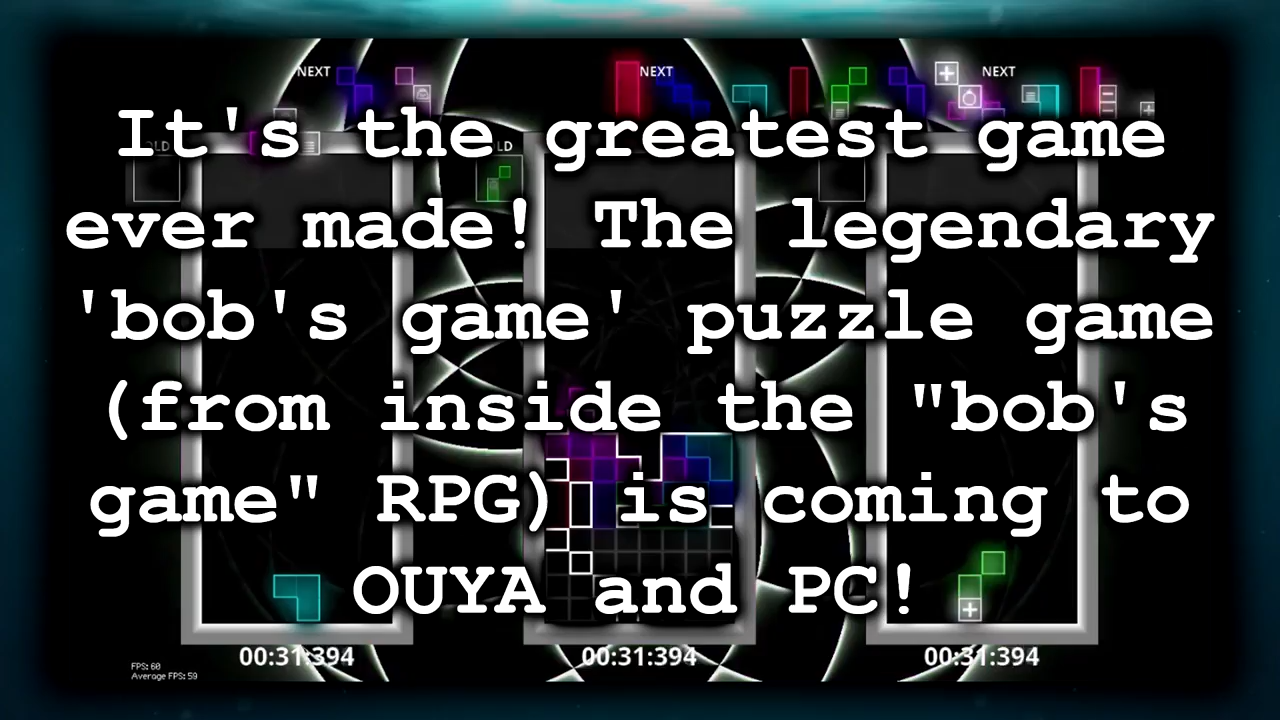 NEXT NEXT NEXT
It's the greatest game
LD
ever made! The legendary
'bob's game' puzzle game
(from inside the "bob's
game" RPG) is coming to
OUYA and PC!
00:31:394 00:31:394 00:31:394
FPS: 60
Average FPS: 59